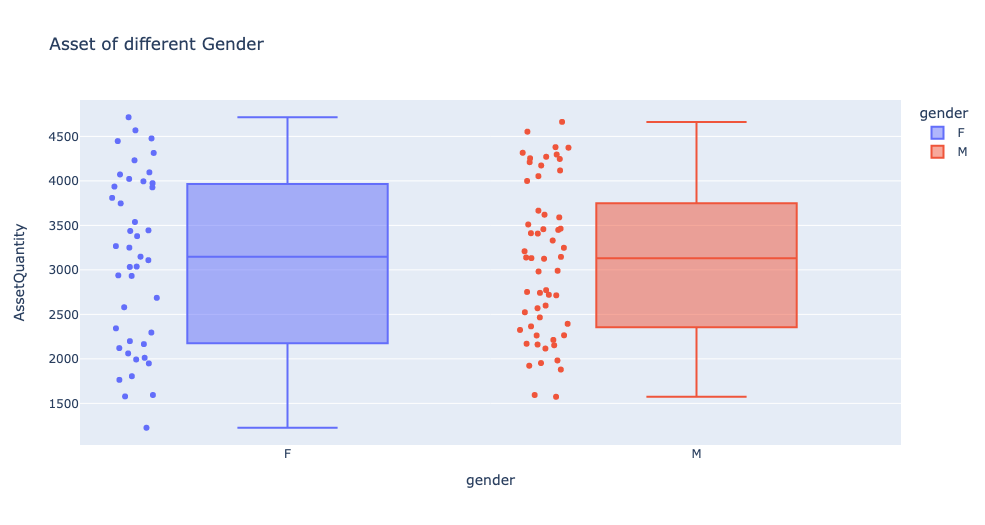 Asset of different Gender
gender
F
M
AssetQuantity
4500
4000
3500
3000
2500
2000
1500
F
M
gender